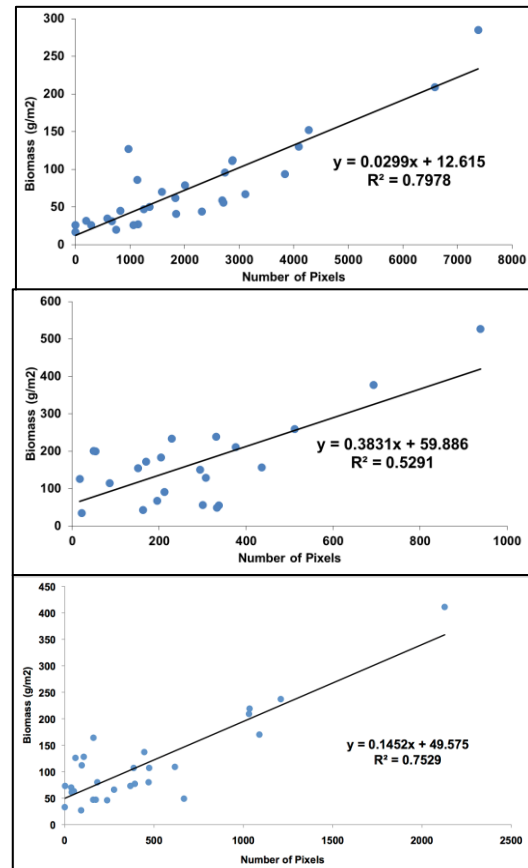 300
250
200
150
100
50
0
Biomass (g/m2)
y = 0.0299x + 12.615
R² = 0.7978
0 1000 2000 3000 4000 5000 6000 7000 8000
Number of Pixels
600
500
400
300
200
100
0
Biomass (g/m2)
y = 0.3831x + 59.886
R² = 0.5291
0 200 400 600 800 1000
Number of Pixels
450
400
350
300
250
200
150
100
50
0
Biomass (g/m2)
y = 0.1452x + 49.575
R² = 0.7529
0 500 1000 1500 2000 2500
Number of Pixels